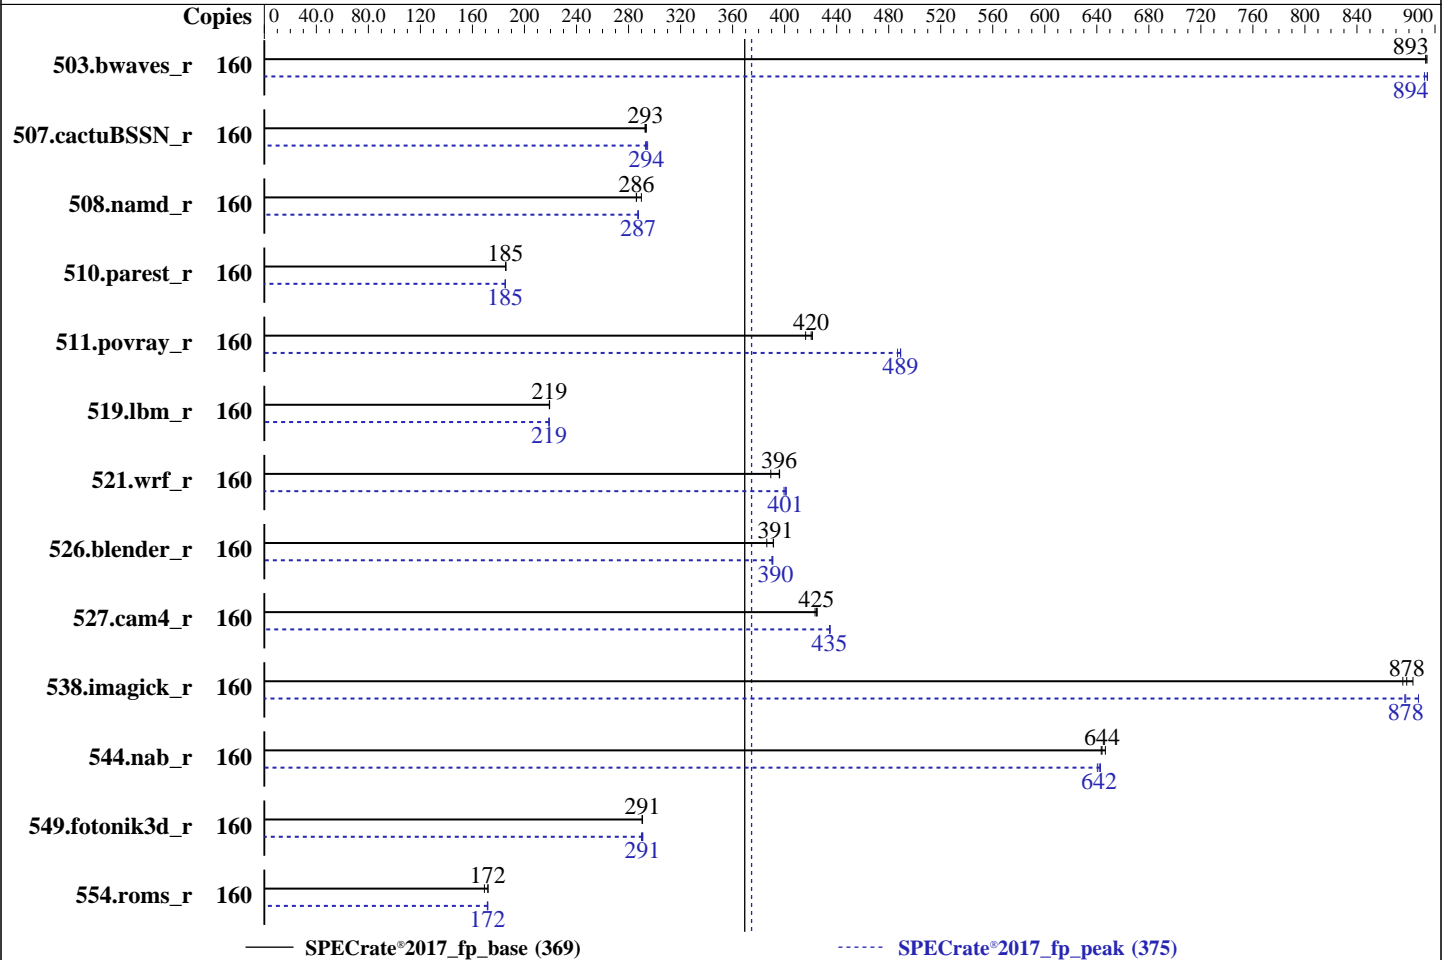 Copies 0 40.0 80.0 120 160 200 240 280 320 360 400 440 480 520 560 600 640 680 720 760 800 840 900
503.bwaves_r 160 893
894
507.cactuBSSN_r 160 293
294
508.namd_r 160 286
287
510.parest_r 160 185
185
511.povray_r 160 420
489
519.lbm_r 160 219
219
521.wrf_r 160 396
401
526.blender_r 160 391
390
527.cam4_r 160 425
435
538.imagick_r 160 878
878
544.nab_r 160 644
642
549.fotonik3d_r 160 291
291
554.roms_r 160 172
172
SPECrate®2017_fp_base (369) SPECrate®2017_fp_peak (375)